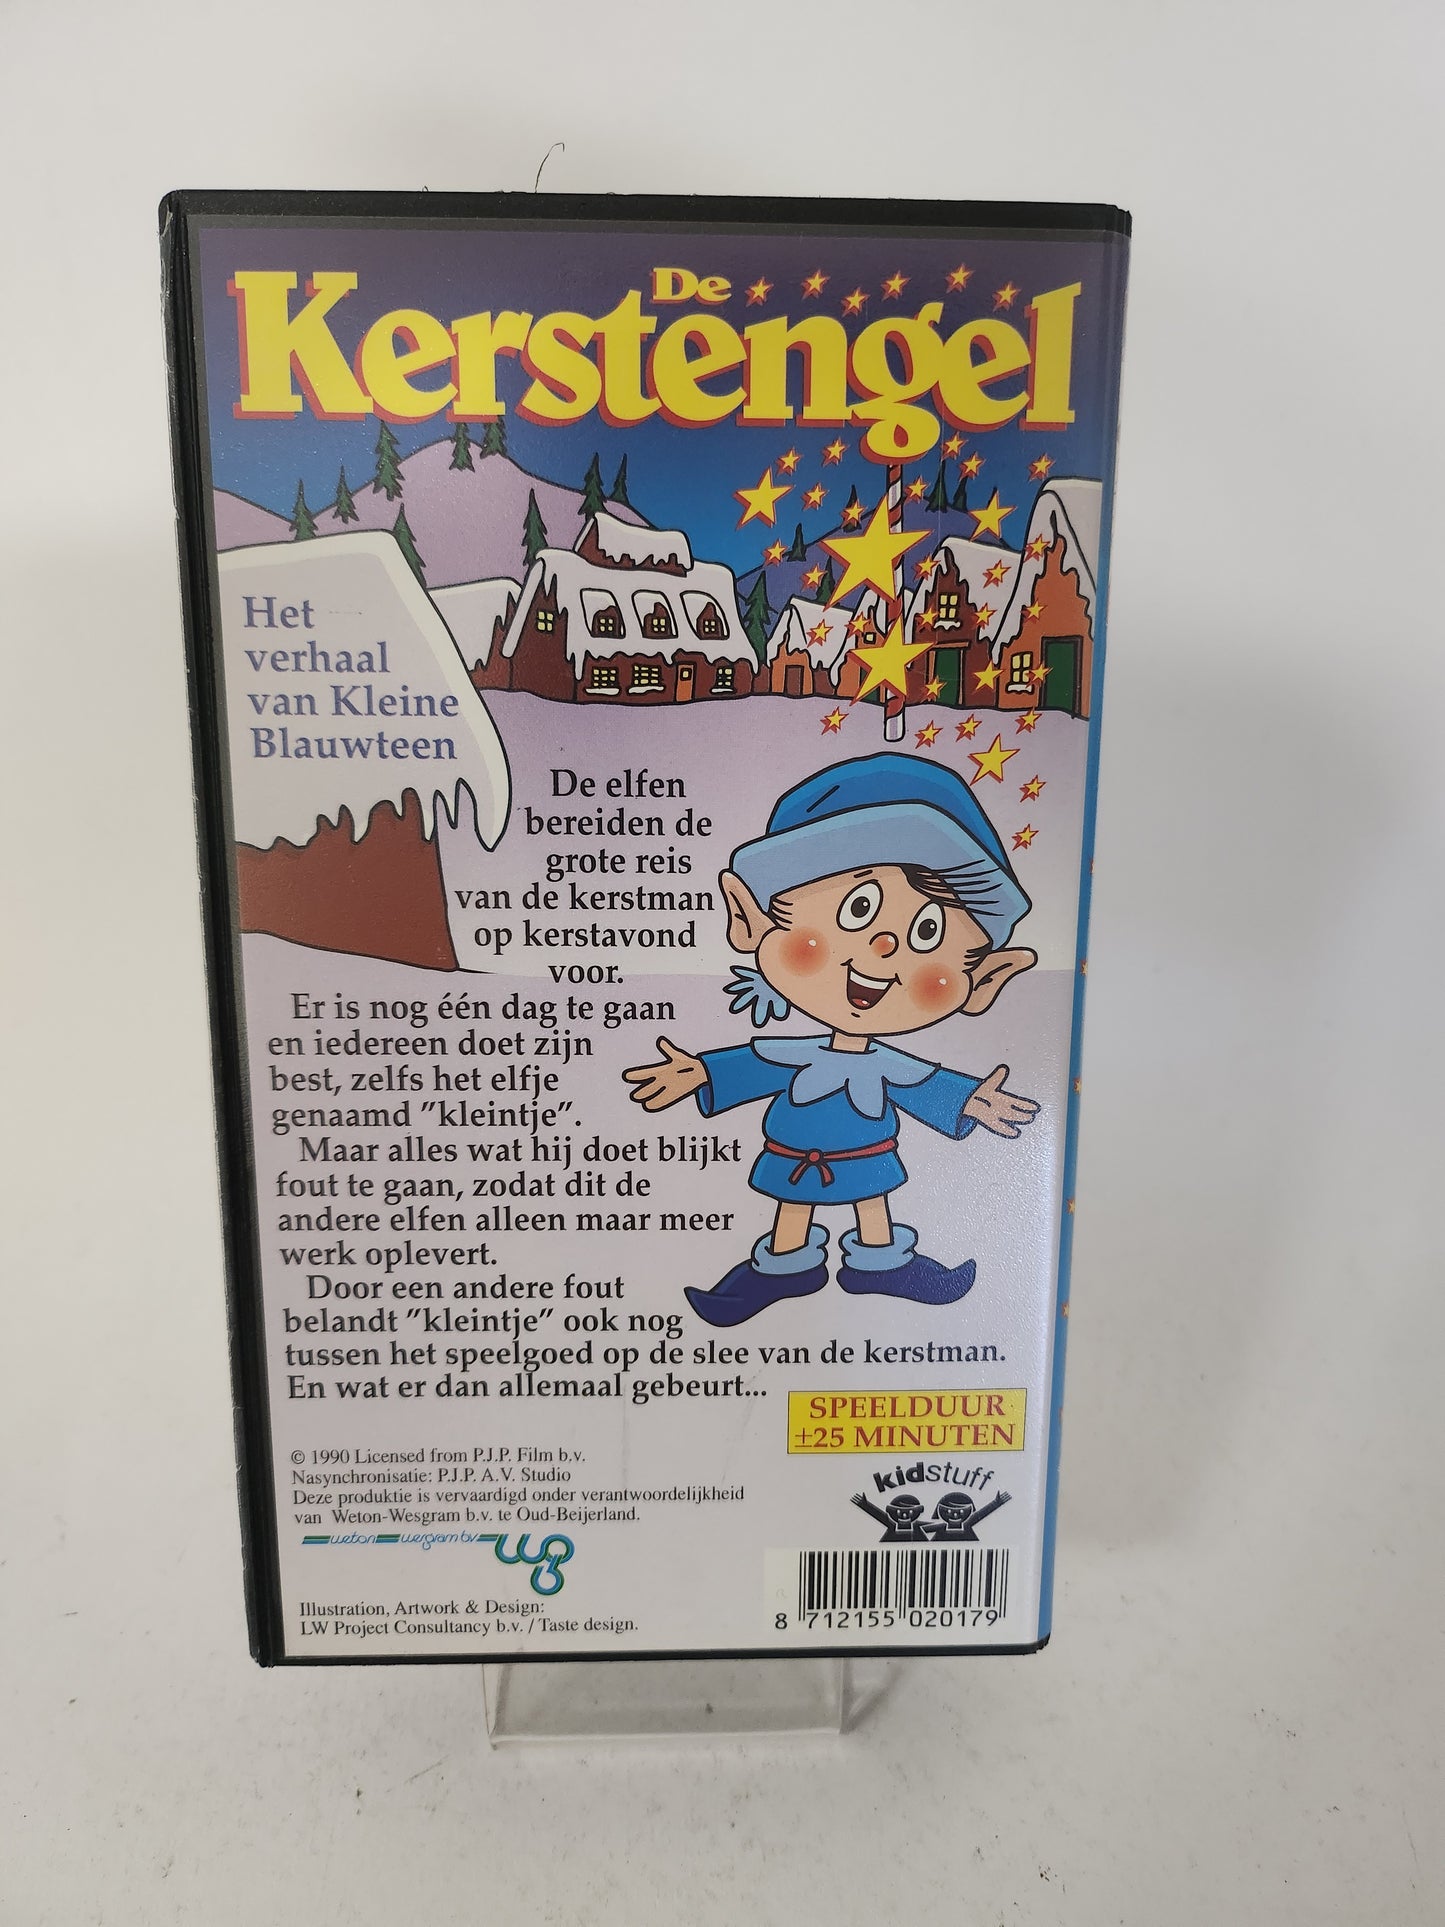 De
Kerstengel
Het
verhaal
van Kleine
Blauwteen
De elfen
bereiden de
grote reis
van de kerstman
op kerstavond
voor.
Er is nog één dag te gaan
en iedereen doet zijn
best, zelfs het elfje
genaamd "kleintje".
Maar alles wat hij doet blijkt
fout te gaan, zodat dit de
andere elfen alleen maar meer
werk oplevert.
Door een andere fout
belandt "kleintje" ook nog
tussen het speelgoed op de slee van de kerstman.
En wat er dan allemaal gebeurt...
SPEELDUUR
±25 MINUTEN
© 1990 Licensed from P.J.P. Film b.v.
Nasynchronisatie: P.J.P. A.V. Studio
Deze produktie is vervaardigd onder verantwoordelijkheid
van Weton-Wesgram b.v. te Oud-Beijerland.
weton wesgram bv
kidstuff
Illustration, Artwork & Design:
LW Project Consultancy b.v. / Taste design.
8 712155 020179